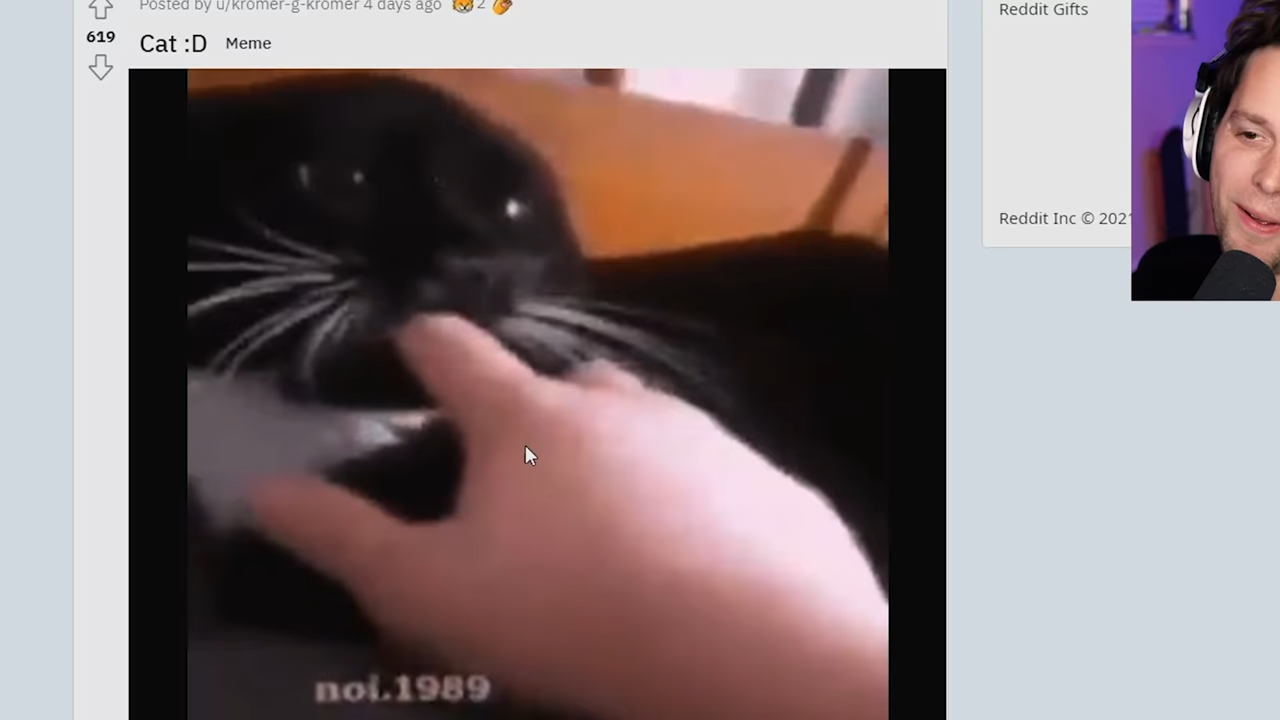 Posted by u/kromer-g-kromer 4 days ago 2
619
Cat :D Meme
noi.1989
Reddit Gifts
Reddit Inc © 2021